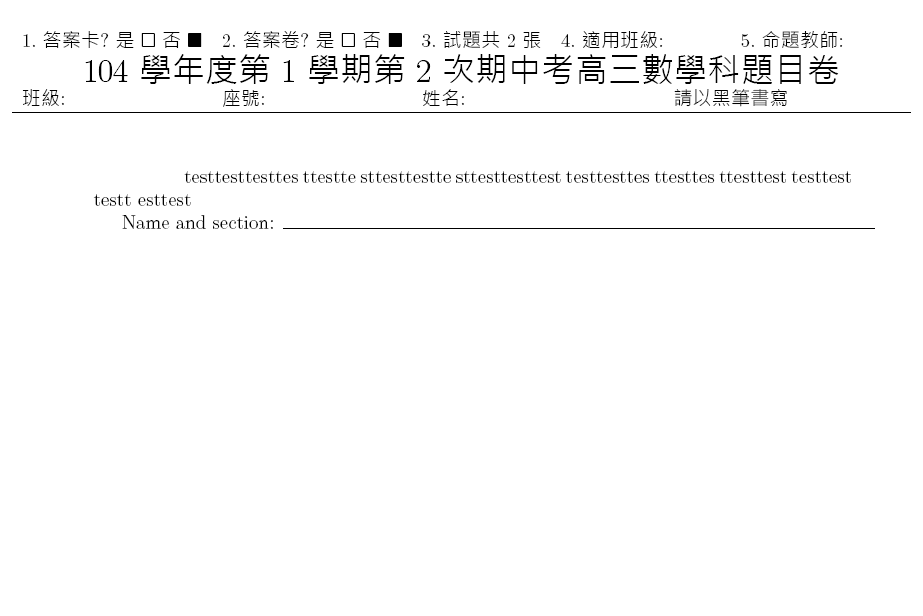 1. 答案卡? 是 □ 否 ■ 2. 答案卷? 是 □ 否 ■ 3. 試題共 2 張 4. 適用班級: 5. 命題教師:
104 學年度第 1 學期第 2 次期中考高三數學科題目卷
班級: 座號: 姓名: 請以黑筆書寫
testtesttesttes ttestte sttesttestte sttesttesttest testtesttes ttesttes ttesttest testtest
testt esttest
Name and section: